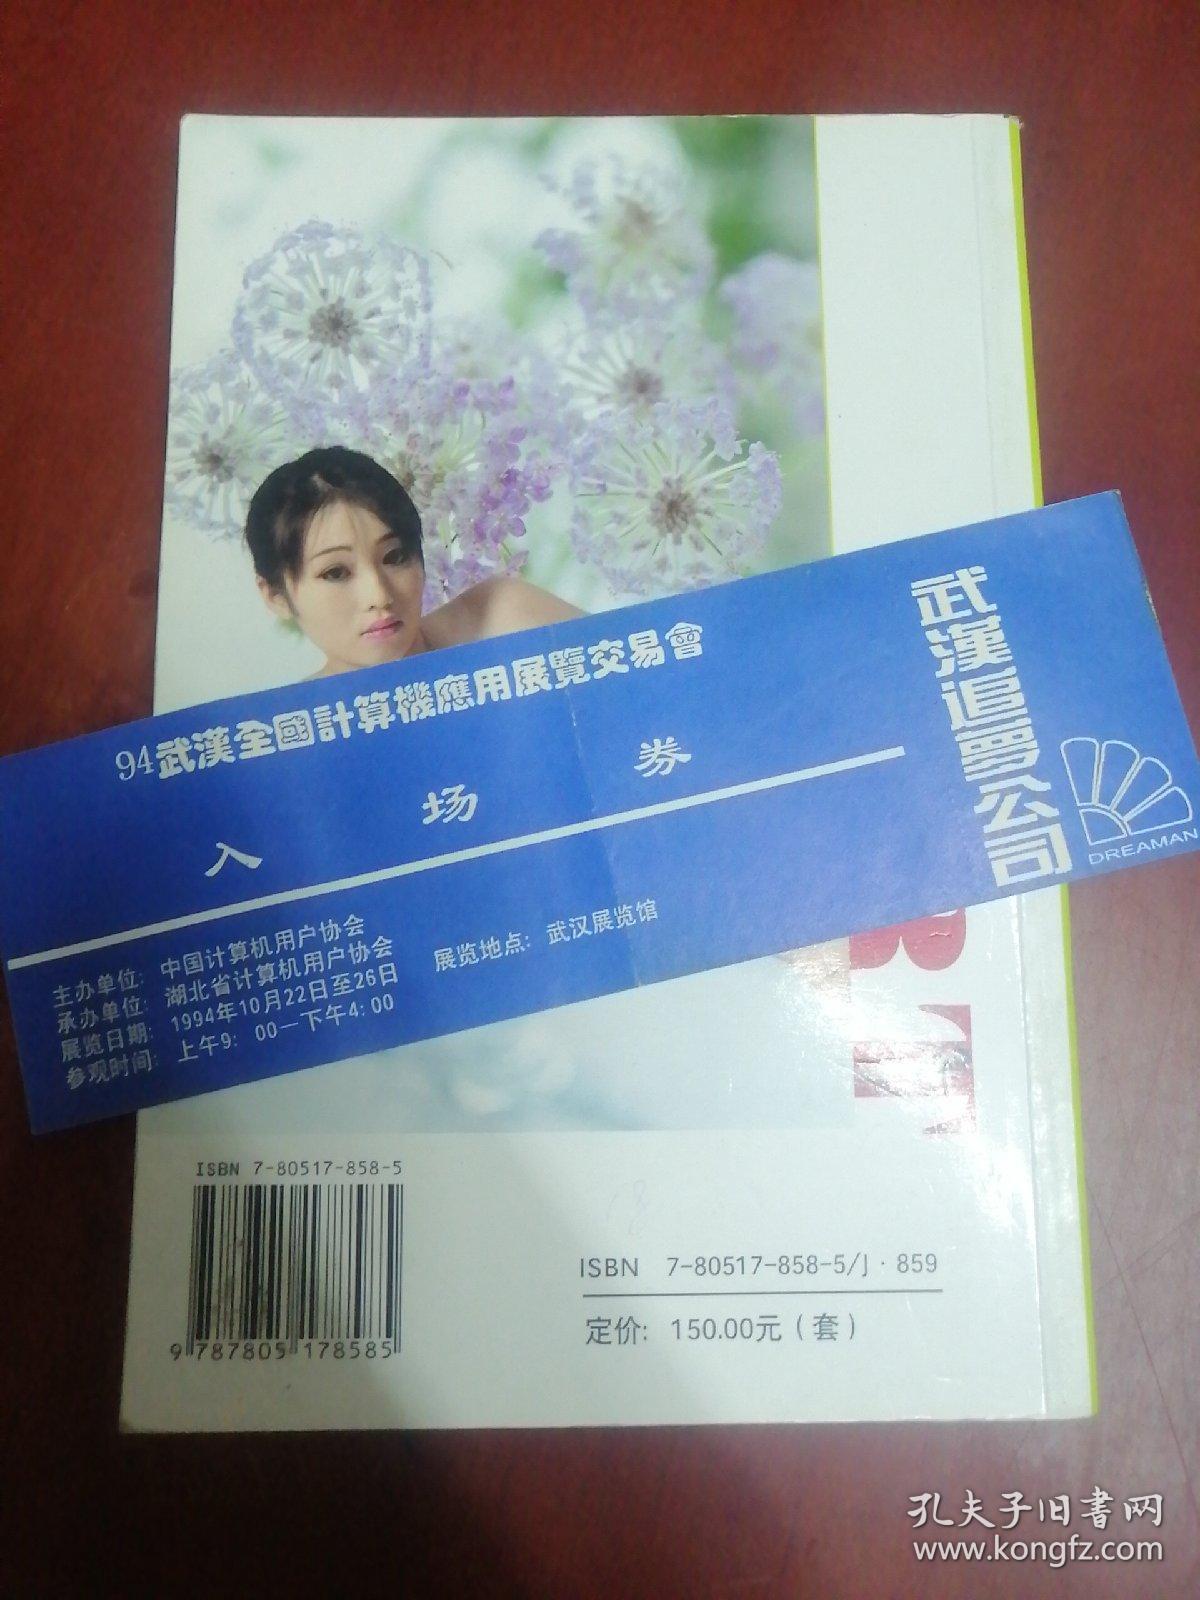 94武漢全國計算機應用展覽交易會
入場券
主办单位: 中国计算机用户协会
承办单位: 湖北省计算机用户协会
展览日期: 1994年10月22日至26日
参观时间: 上午9:00—下午4:00
展览地点: 武汉展览馆
武漢追夢公司
DREAMAN
ISBN 7-80517-858-5
9 787805 178585
ISBN 7-80517-858-5/J·859
定价: 150.00元(套)
孔夫子旧书网
www.kongfz.com